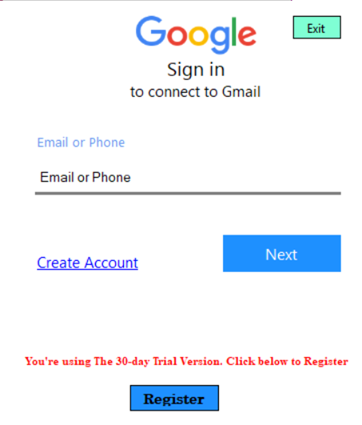 Google
Exit
Sign in
to connect to Gmail
Email or Phone
Email or Phone
Create Account
Next
You're using The 30-day Trial Version. Click below to Register
Register